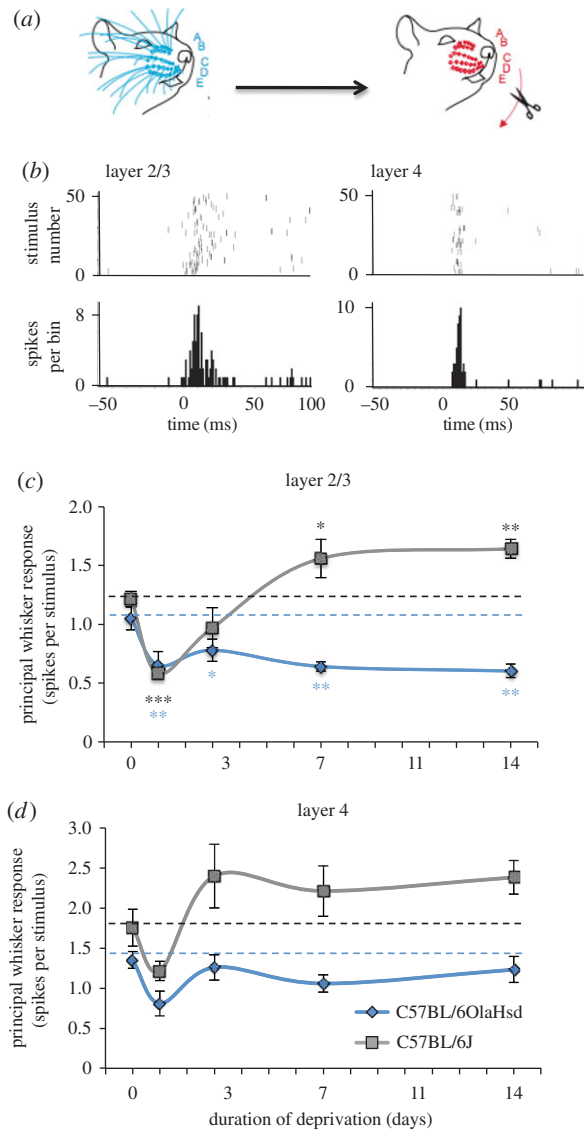 (a)
A
B
C
D
E
A
B
C
D
E
(b)
layer 2/3
layer 4
stimulus
number
50
0
50
0
spikes
per bin
8
4
0
10
0
–50
0
50
100
–50
0
50
time (ms)
time (ms)
(c)
layer 2/3
principal whisker response
(spikes per stimulus)
2.0
1.5
1.0
0.5
0
*
**
***
**
*
**
**
0
3
7
11
14
(d)
layer 4
principal whisker response
(spikes per stimulus)
3.0
2.5
2.0
1.5
1.0
0.5
0
C57BL/6OlaHsd
C57BL/6J
0
3
7
11
14
duration of deprivation (days)